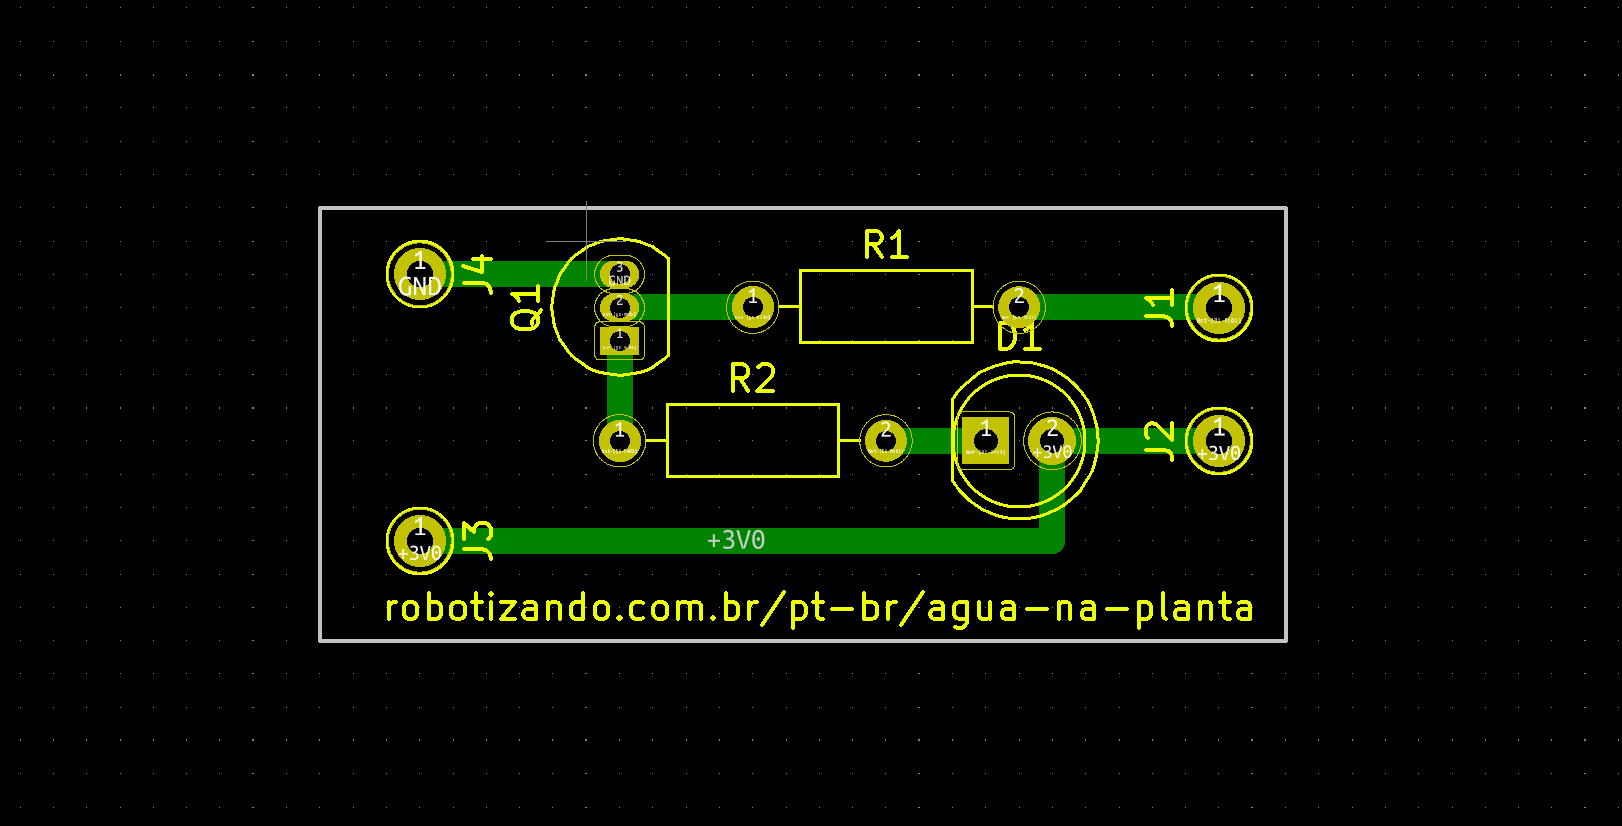 R1
1
GND
J4
3
GND
Q1
2
1
2
J1
1
1
D1
R2
1
2
1
2
+3V0
J2
1
+3V0
1
+3V0
J3
+3V0
robotizando.com.br/pt-br/agua-na-planta